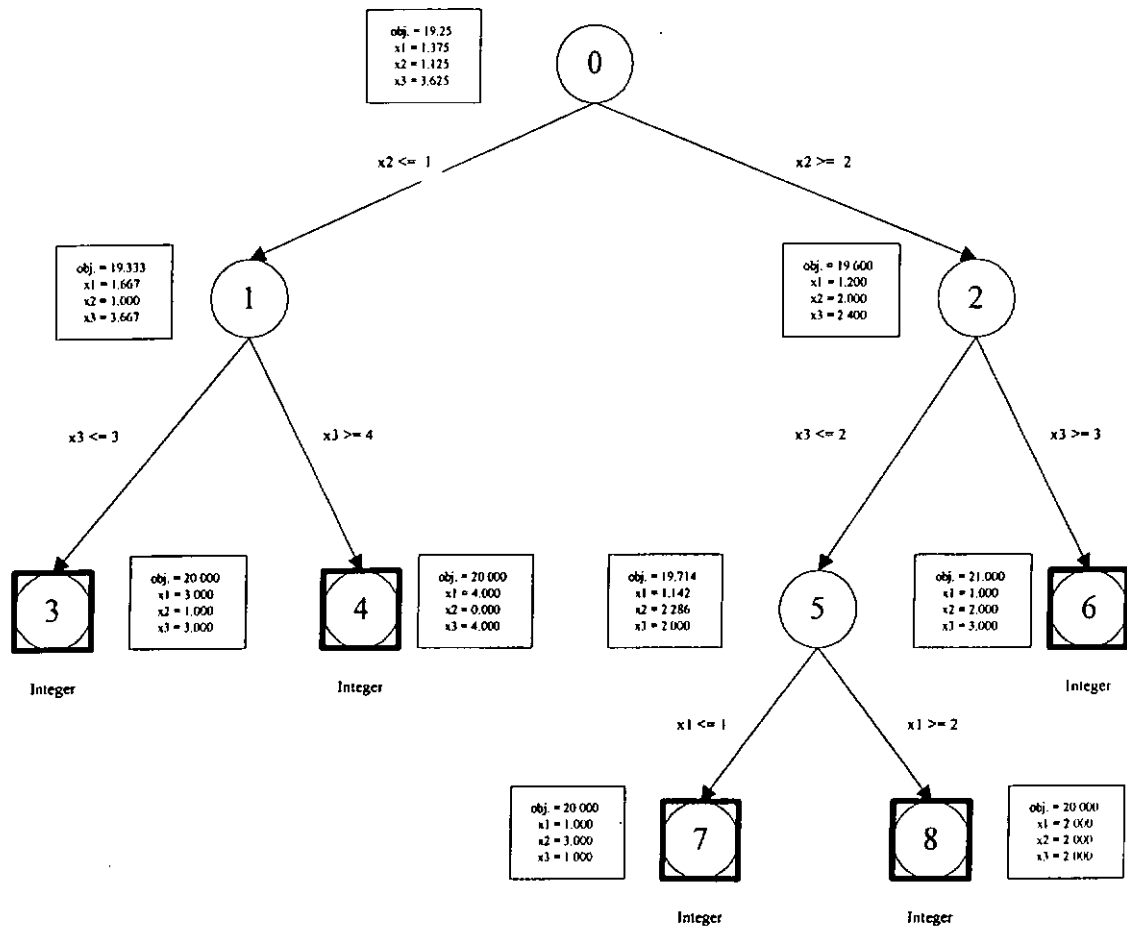 obj. = 19.25
x1 = 1.375
x2 = 1.125
x3 = 3.625
0
x2 <= 1
x2 >= 2
obj. = 19.333
x1 = 1.667
x2 = 1.000
x3 = 3.667
1
obj. = 19 600
x1 = 1.200
x2 = 2.000
x3 = 2 400
2
x3 <= 3
x3 >= 4
x3 <= 2
x3 >= 3
3
obj. = 20 000
x1 = 3 000
x2 = 1.000
x3 = 3.000
4
obj. = 20 000
x1 = 4.000
x2 = 0.000
x3 = 4.000
obj. = 19.714
x1 = 1.142
x2 = 2 286
x3 = 2 000
5
obj. = 21.000
x1 = 1.000
x2 = 2.000
x3 = 3,000
6
Integer
Integer
Integer
x1 <= 1
x1 >= 2
obj. = 20 000
x1 = 1.000
x2 = 3,000
x3 = 1 000
7
8
obj. = 20 000
x1 = 2 000
x2 = 2 000
x3 = 2 000
Integer
Integer